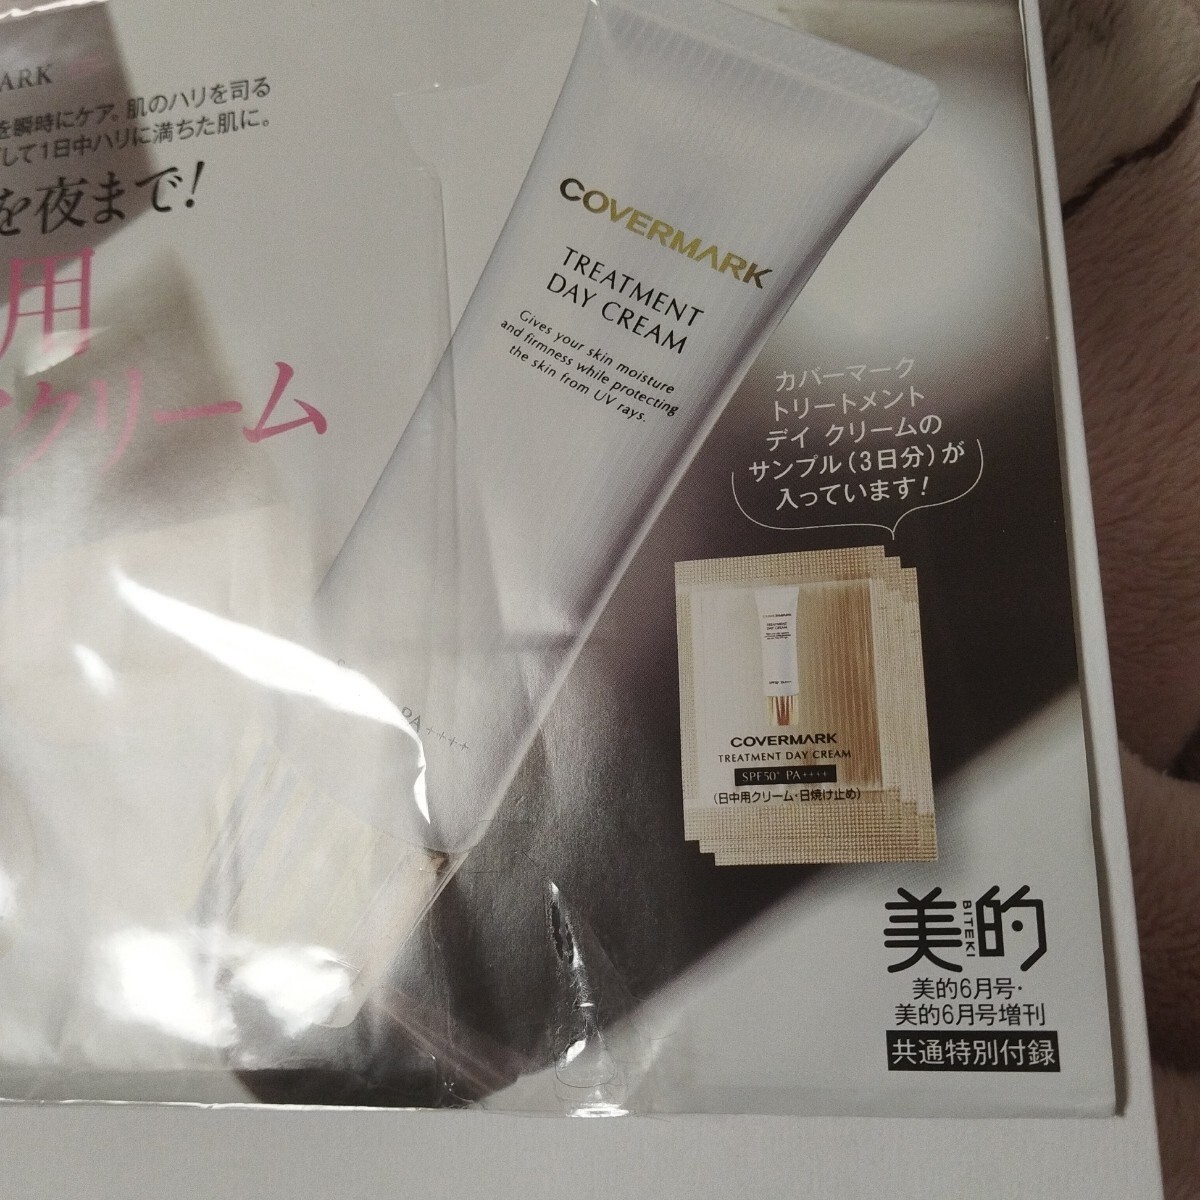 ARK
を瞬時にケア。肌のハリを司る
して1日中ハリに満ちた肌に。
を夜まで!
用
クリーム
COVERMARK
TREATMENT
DAY CREAM
Gives your skin moisture
and firmness while protecting
the skin from UV rays.
PA++++
カバーマーク
トリートメント
デイ クリームの
サンプル(3日分)が
入っています!
COVERMARK
TREATMENT DAY CREAM
SPF50+ PA++++
(日中用クリーム・日焼け止め)
美的
BITEKI
美的6月号・
美的6月号増刊
共通特別付録